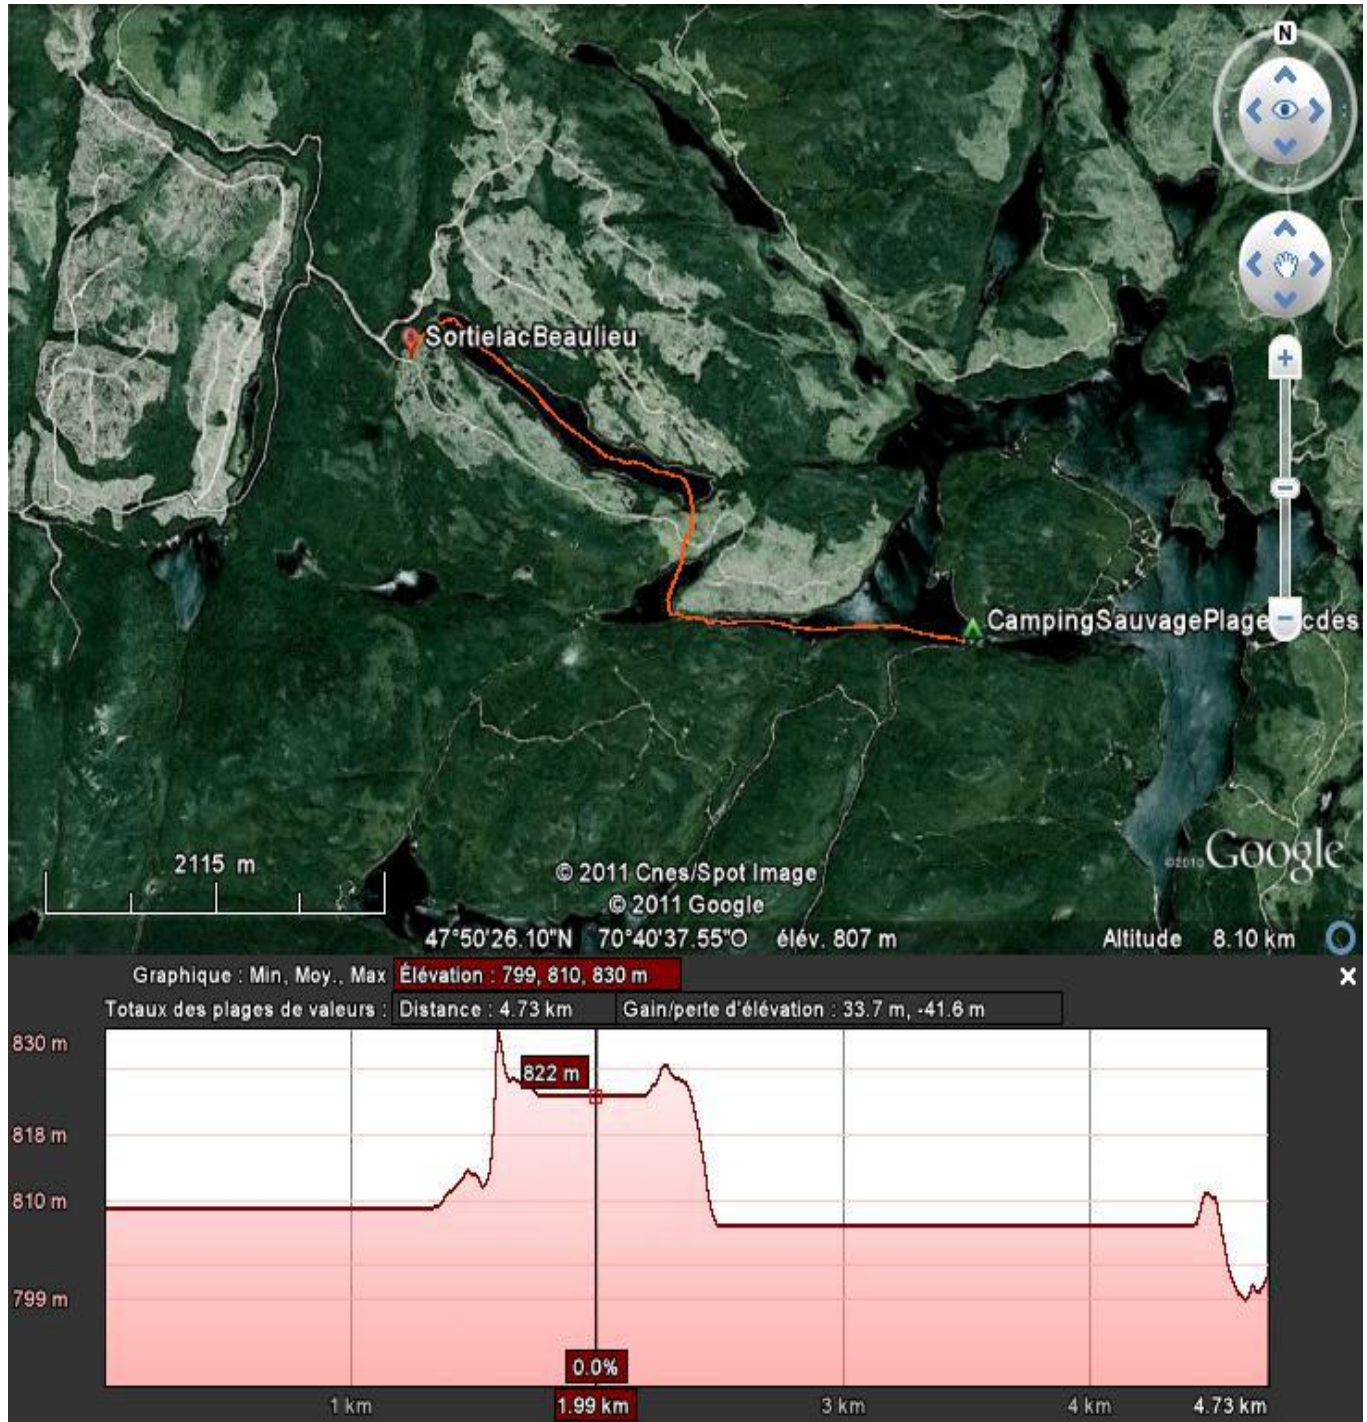 N
SortielacBeaulieu
CampingSauvagePlage cdes
2115 m
© 2011 Cnes/Spot Image
© 2011 Google
©2010 Google
47°50'26.10"N 70°40'37.55"O élév. 807 m Altitude 8.10 km
Graphique : Min, Moy., Max Élévation : 799, 810, 830 m
Totaux des plages de valeurs : Distance : 4.73 km Gain/perte d'élévation : 33.7 m, -41.6 m
830 m
822 m
818 m
810 m
799 m
0.0%
1 km 1.99 km 3 km 4 km 4.73 km